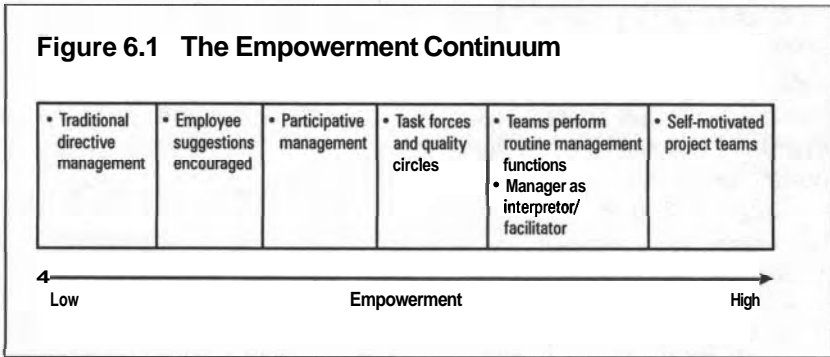 Figure 6.1 The Empowerment Continuum
• Traditional
directive
management
• Employee
suggestions
encouraged
• Participative
management
• Task forces
and quality
circles
• Teams perform
routine management
functions
• Manager as
interpretor/
facilitator
• Self-motivated
project teams
4
Low Empowerment High